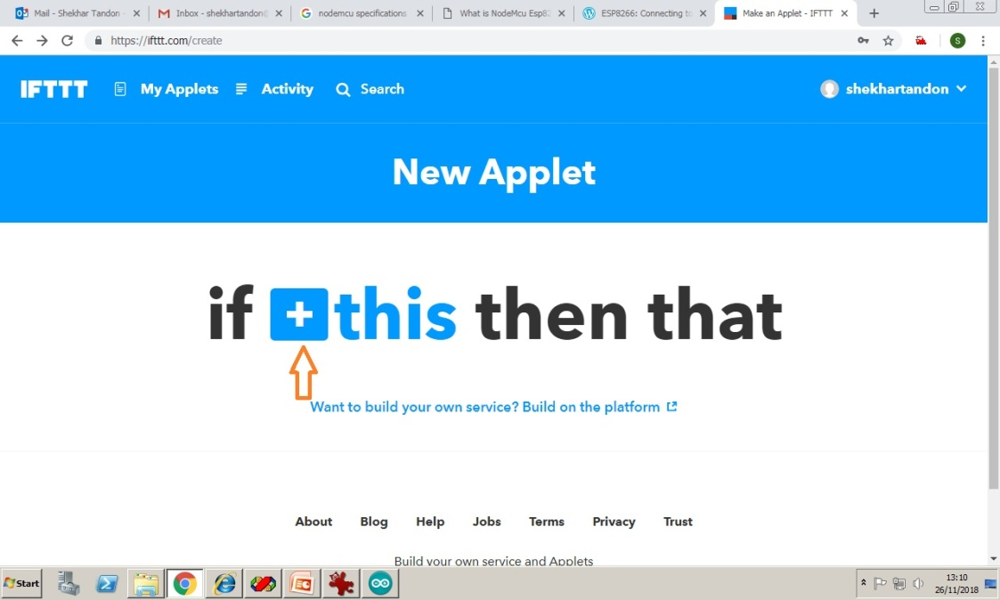 Mail - Shekhar Tandon - Inbox - shekhartandon@ nodemcu specifications What is NodeMcu Esp82 ESP8266: Connecting to Make an Applet - IFTTT
https://ifttt.com/create S
IFTTT My Applets Activity Search shekhartandon
New Applet
if + this then that
Want to build your own service? Build on the platform
About Blog Help Jobs Terms Privacy Trust
Build your own service and Applets
Start 13:10
26/11/2018